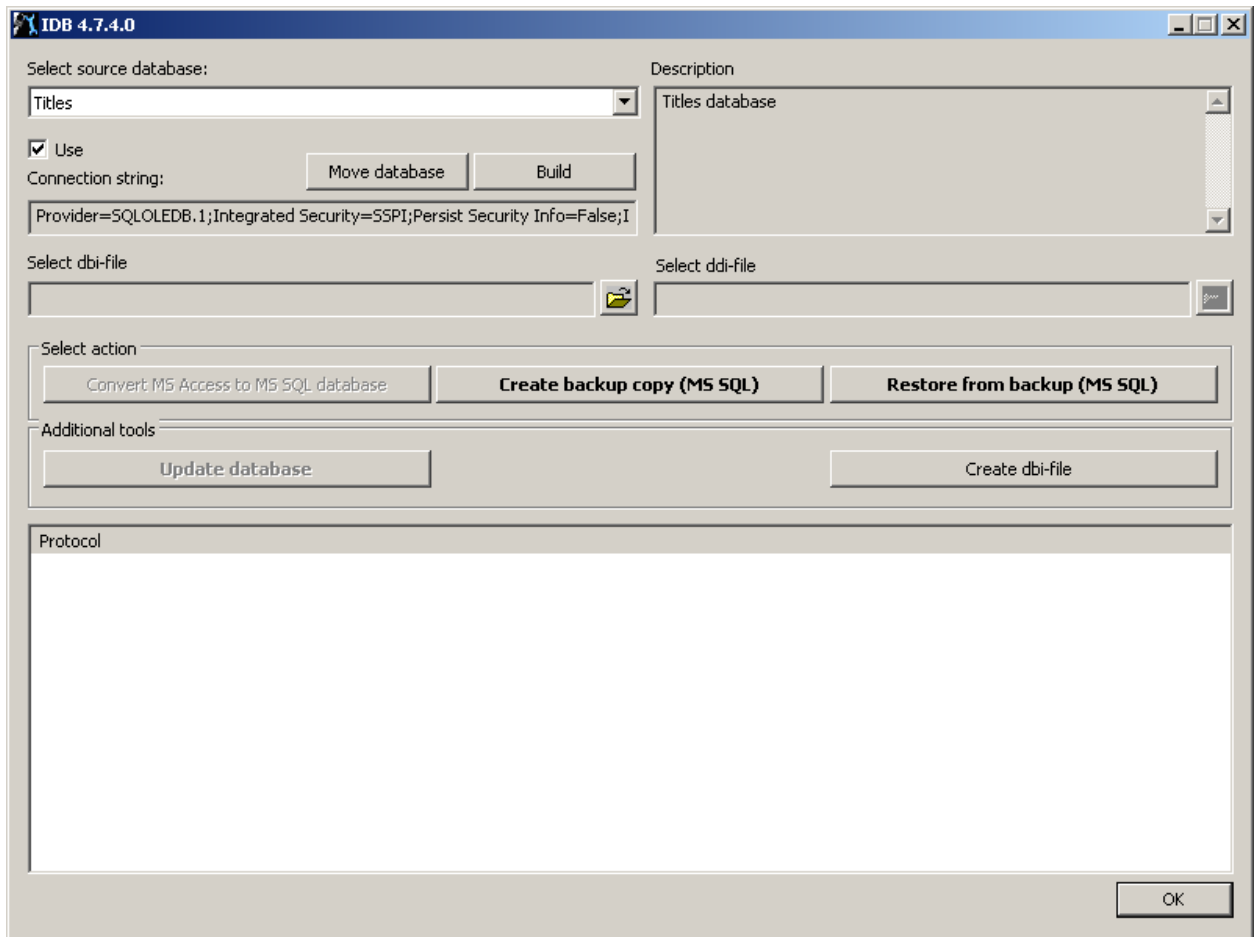 IDB 4.7.4.0
Select source database:
Description
Titles
Titles database
Use
Connection string:
Move database
Build
Provider=SQLOLEDB.1;Integrated Security=SSPI;Persist Security Info=False;I
Select dbi-file
Select ddi-file
Select action
Convert MS Access to MS SQL database
Create backup copy (MS SQL)
Restore from backup (MS SQL)
Additional tools
Update database
Create dbi-file
Protocol
OK